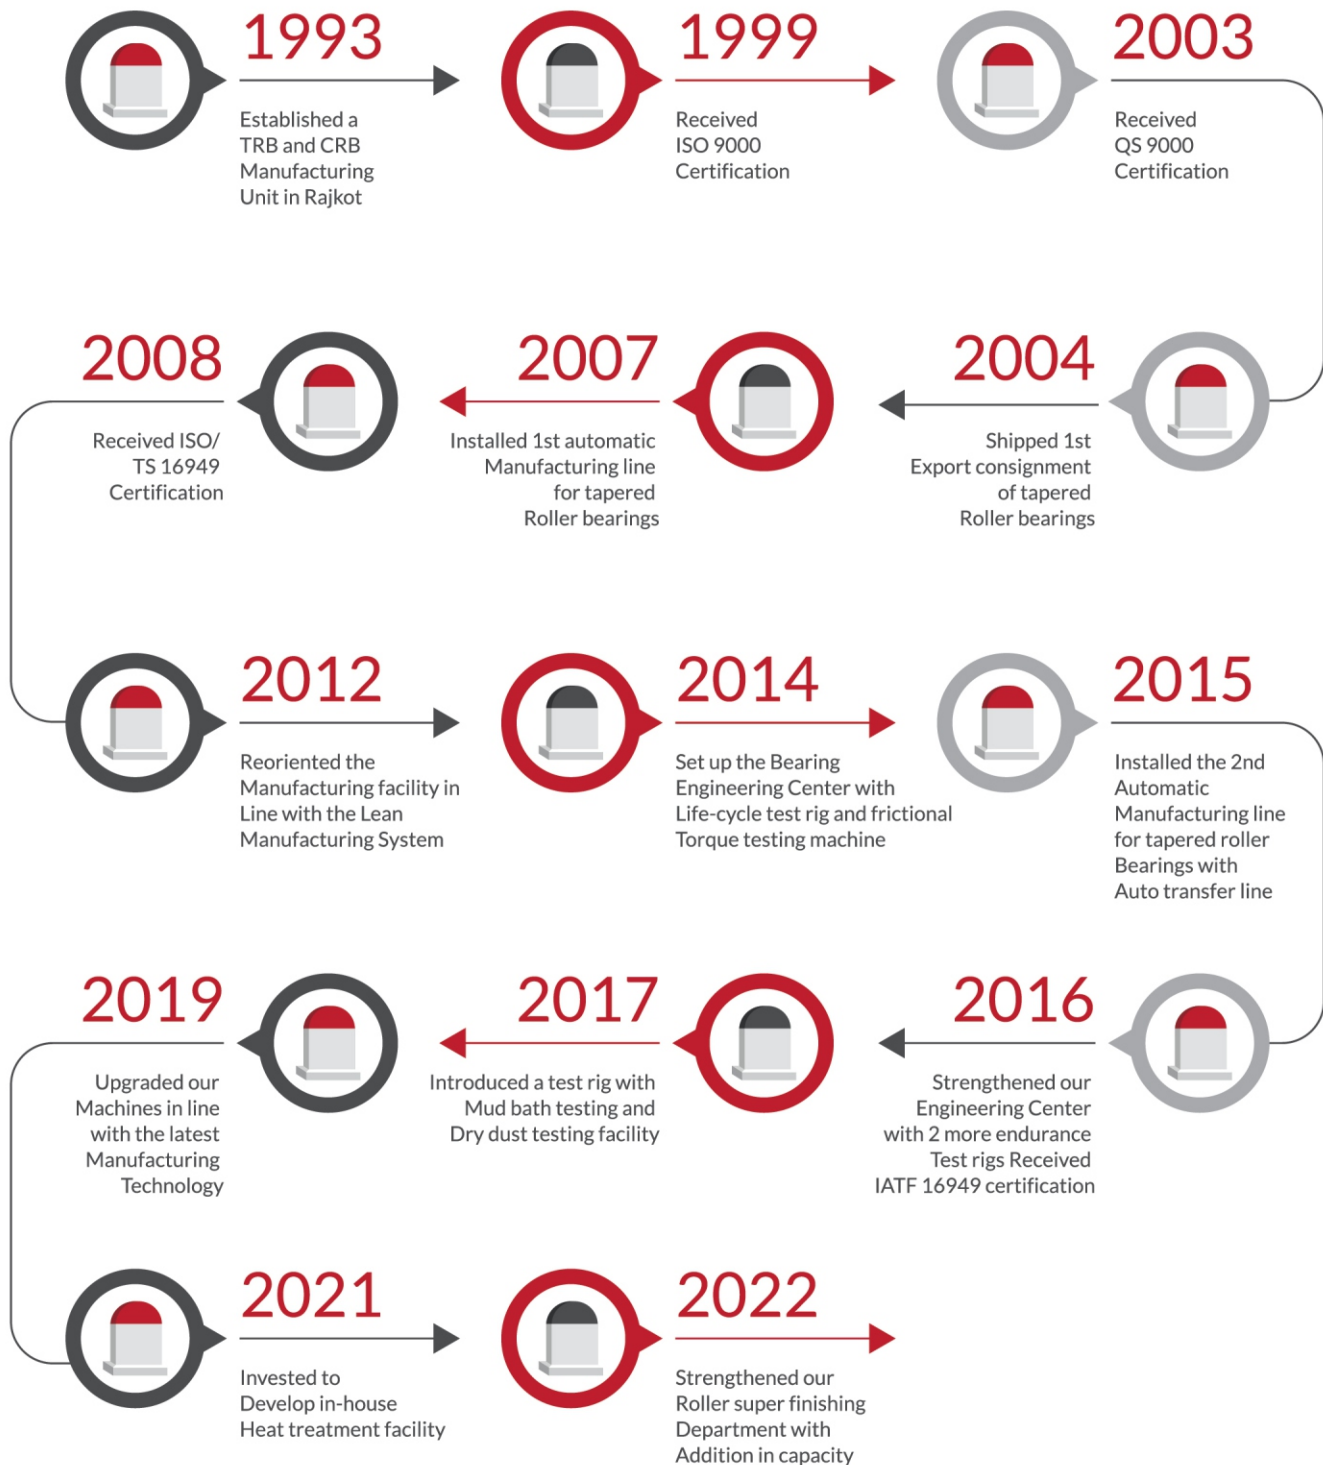 1993
Established a
TRB and CRB
Manufacturing
Unit in Rajkot
1999
Received
ISO 9000
Certification
2003
Received
QS 9000
Certification
2004
Shipped 1st
Export consignment
of tapered
Roller bearings
2007
Installed 1st automatic
Manufacturing line
for tapered
Roller bearings
2008
Received ISO/
TS 16949
Certification
2012
Reoriented the
Manufacturing facility in
Line with the Lean
Manufacturing System
2014
Set up the Bearing
Engineering Center with
Life-cycle test rig and frictional
Torque testing machine
2015
Installed the 2nd
Automatic
Manufacturing line
for tapered roller
Bearings with
Auto transfer line
2016
Strengthened our
Engineering Center
with 2 more endurance
Test rigs Received
IATF 16949 certification
2017
Introduced a test rig with
Mud bath testing and
Dry dust testing facility
2019
Upgraded our
Machines in line
with the latest
Manufacturing
Technology
2021
Invested to
Develop in-house
Heat treatment facility
2022
Strengthened our
Roller super finishing
Department with
Addition in capacity